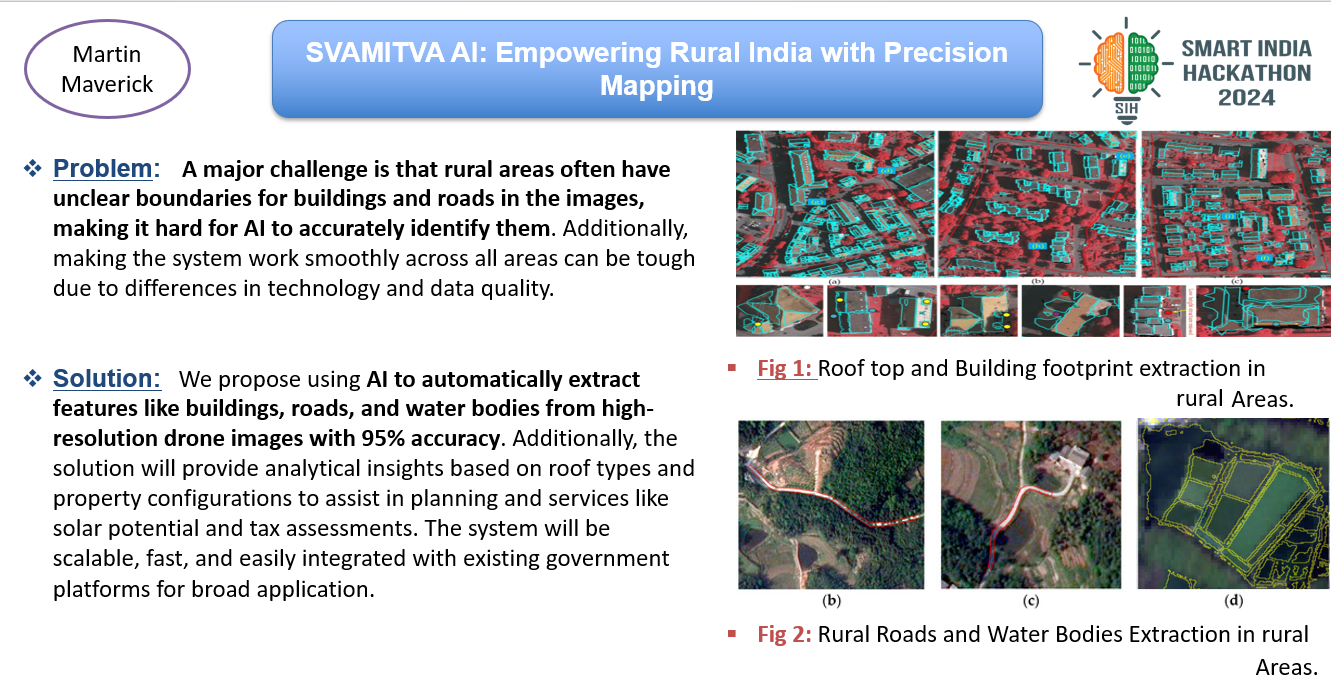 Martin
Maverick
SVAMITVA AI: Empowering Rural India with Precision
Mapping
SMART INDIA
HACKATHON
2024
SIH
❖ Problem: A major challenge is that rural areas often have
unclear boundaries for buildings and roads in the images,
making it hard for AI to accurately identify them. Additionally,
making the system work smoothly across all areas can be tough
due to differences in technology and data quality.
❖ Solution: We propose using AI to automatically extract
features like buildings, roads, and water bodies from high-
resolution drone images with 95% accuracy. Additionally, the
solution will provide analytical insights based on roof types and
property configurations to assist in planning and services like
solar potential and tax assessments. The system will be
scalable, fast, and easily integrated with existing government
platforms for broad application.
(a) (b) (c)
▪ Fig 1: Roof top and Building footprint extraction in
rural Areas.
(b) (c) (d)
▪ Fig 2: Rural Roads and Water Bodies Extraction in rural
Areas.